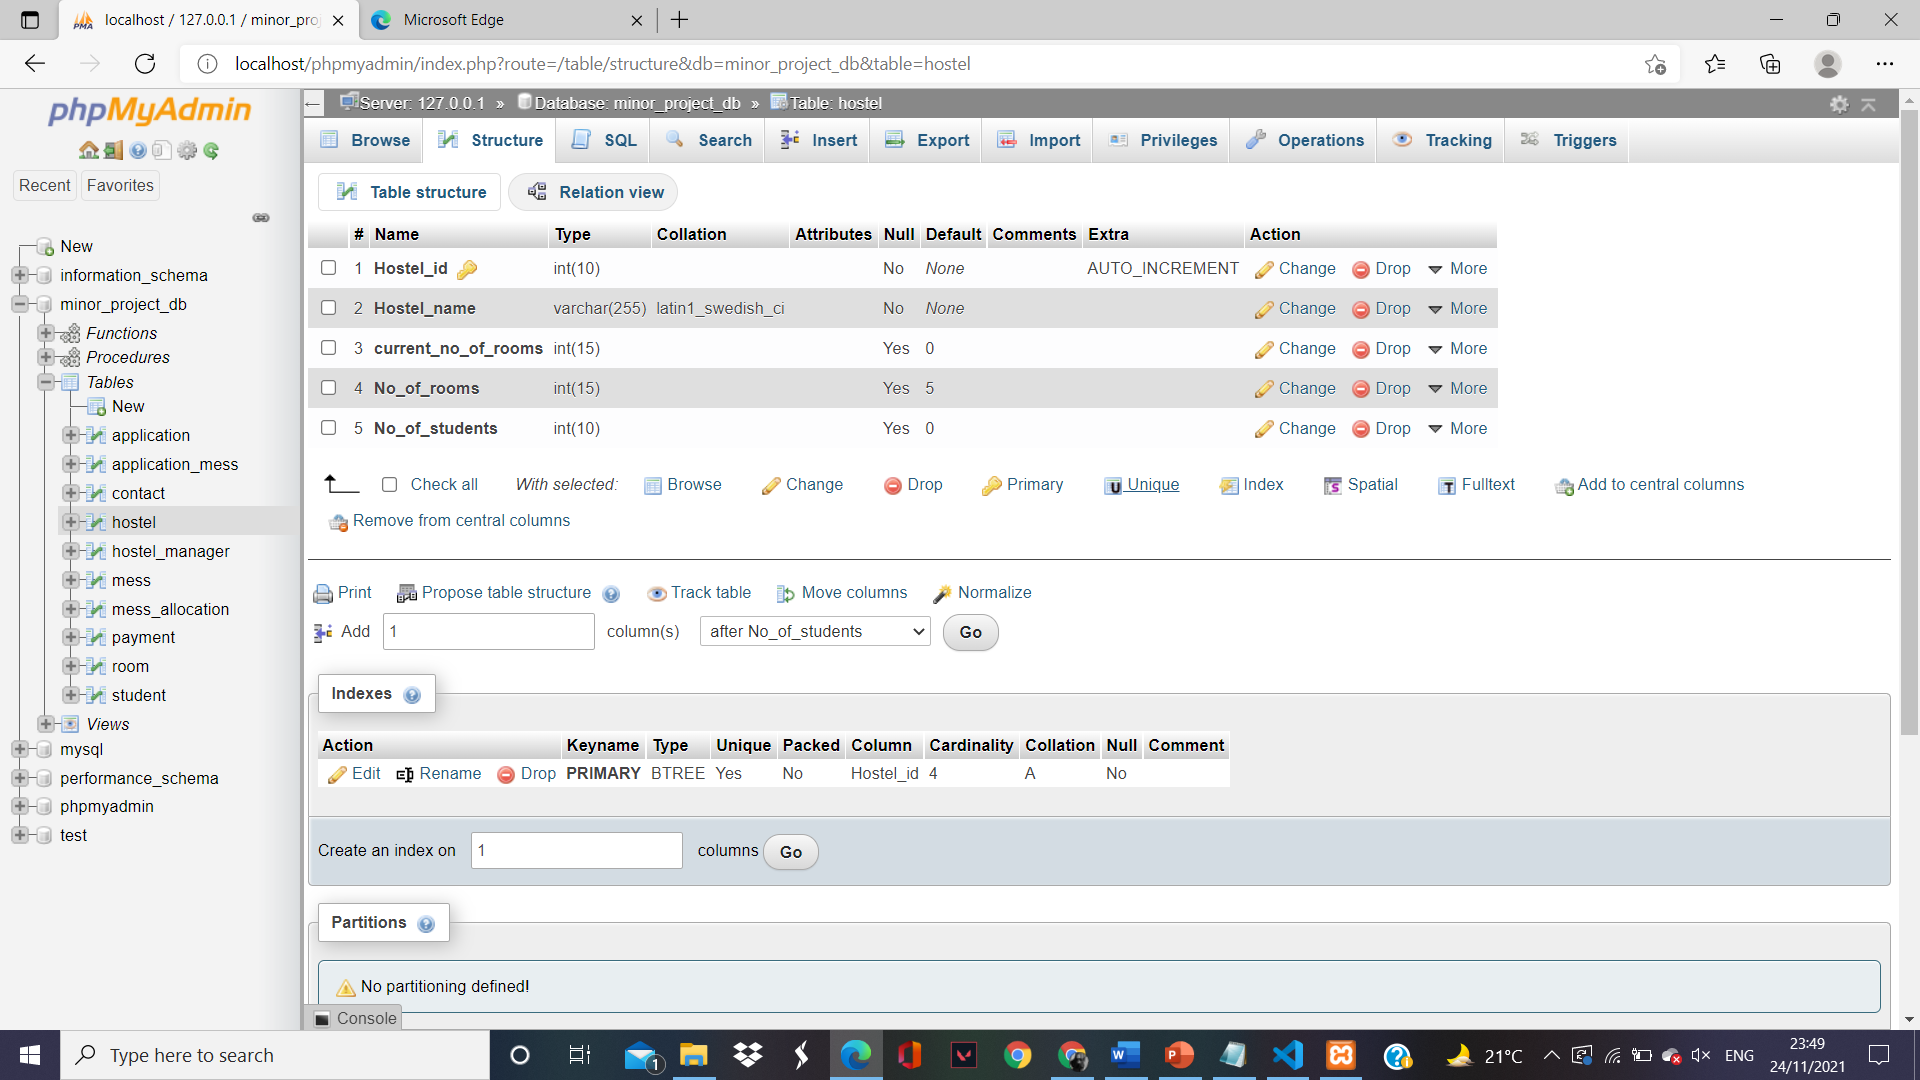 localhost / 127.0.0.1 / minor_pro
Microsoft Edge
localhost/phpmyadmin/index.php?route=/table/structure&db=minor_project_db&table=hostel
phpMyAdmin
Recent Favorites
New
information_schema
minor_project_db
Functions
Procedures
Tables
New
application
application_mess
contact
hostel
hostel_manager
mess
mess_allocation
payment
room
student
Views
mysql
performance_schema
phpmyadmin
test
Server: 127.0.0.1 » Database: minor_project_db » Table: hostel
Browse Structure SQL Search Insert Export Import Privileges Operations Tracking Triggers
Table structure Relation view
# Name Type Collation Attributes Null Default Comments Extra Action
1 Hostel_id int(10) No None AUTO_INCREMENT Change Drop More
2 Hostel_name varchar(255) latin1_swedish_ci No None Change Drop More
3 current_no_of_rooms int(15) Yes 0 Change Drop More
4 No_of_rooms int(15) Yes 5 Change Drop More
5 No_of_students int(10) Yes 0 Change Drop More
Check all With selected: Browse Change Drop Primary Unique Index Spatial Fulltext Add to central columns
Remove from central columns
Print Propose table structure Track table Move columns Normalize
Add 1 column(s) after No_of_students Go
Indexes
Action Keyname Type Unique Packed Column Cardinality Collation Null Comment
Edit Rename Drop PRIMARY BTREE Yes No Hostel_id 4 A No
Create an index on 1 columns Go
Partitions
No partitioning defined!
Console
Type here to search
1
21°C
ENG
23:49
24/11/2021